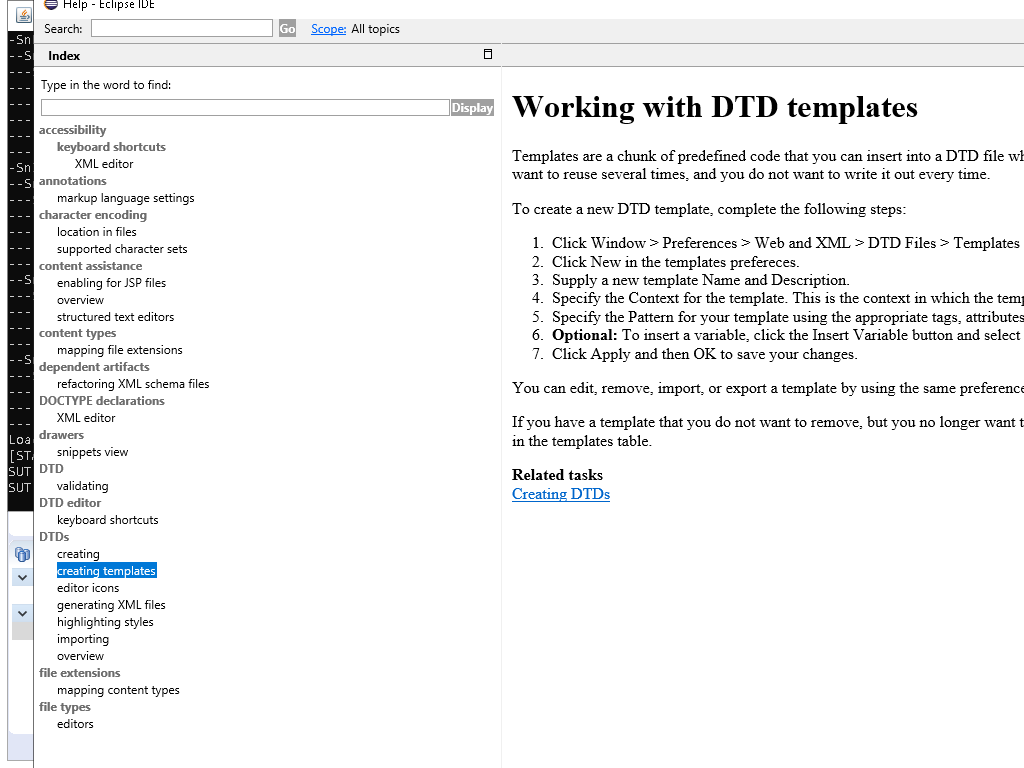 Help - Eclipse IDE
Search:
Go
Scope: All topics
Index
Type in the word to find:
Display
accessibility
keyboard shortcuts
XML editor
annotations
markup language settings
character encoding
location in files
supported character sets
content assistance
enabling for JSP files
overview
structured text editors
content types
mapping file extensions
dependent artifacts
refactoring XML schema files
DOCTYPE declarations
XML editor
drawers
snippets view
DTD
validating
DTD editor
keyboard shortcuts
DTDs
creating
creating templates
editor icons
generating XML files
highlighting styles
importing
overview
file extensions
mapping content types
file types
editors
Working with DTD templates
Templates are a chunk of predefined code that you can insert into a DTD file
want to reuse several times, and you do not want to write it out every time.
To create a new DTD template, complete the following steps:
1. Click Window > Preferences > Web and XML > DTD Files > Templates
2. Click New in the templates prefereces.
3. Supply a new template Name and Description.
4. Specify the Context for the template. This is the context in which the
5. Specify the Pattern for your template using the appropriate tags, attributes
6. Optional: To insert a variable, click the Insert Variable button and select
7. Click Apply and then OK to save your changes.
You can edit, remove, import, or export a template by using the same preference
If you have a template that you do not want to remove, but you no longer want
in the templates table.
Related tasks
Creating DTDs